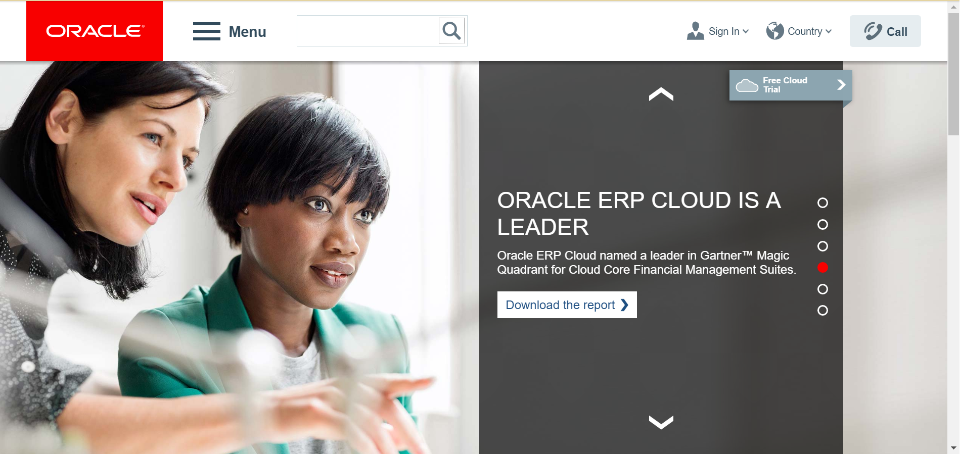 ORACLE®
Menu
Sign In
Country
Call
Free Cloud
Trial
ORACLE ERP CLOUD IS A
LEADER
Oracle ERP Cloud named a leader in Gartner™ Magic
Quadrant for Cloud Core Financial Management Suites.
Download the report